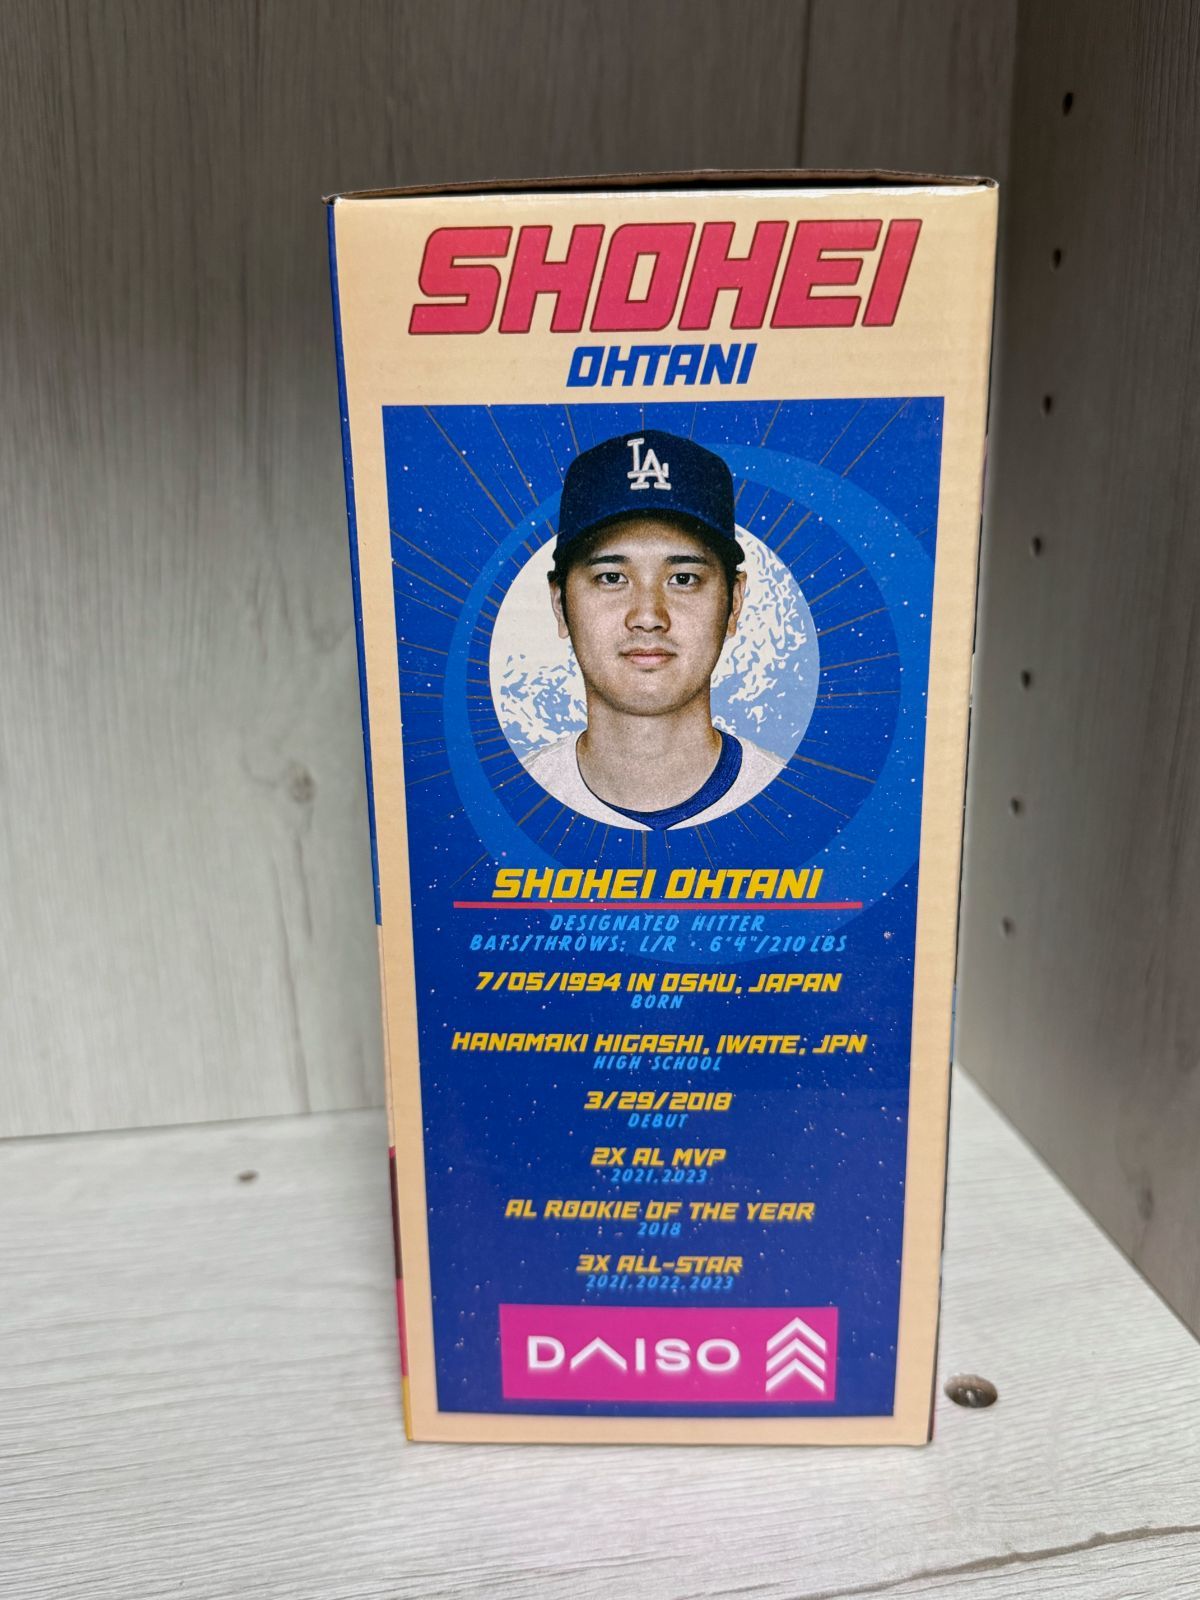 SHOHEI
OHTANI
LA
SHOHEI OHTANI
DESIGNATED HITTER
BATS/THROWS: L/R · 6'4"/210 LBS
7/05/1994 IN OSHU, JAPAN
BORN
HANAMAKI HIGASHI, IWATE, JPN
HIGH SCHOOL
3/29/2018
DEBUT
2X AL MVP
2021, 2023
AL ROOKIE OF THE YEAR
2018
3X ALL-STAR
2021, 2022, 2023
DAISO